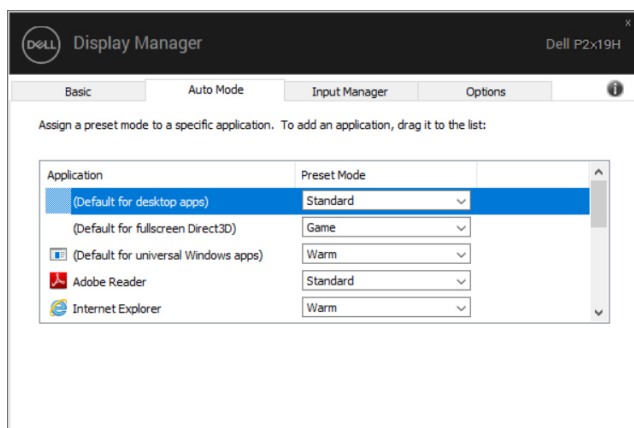 DELL Display Manager Dell P2x19H
x
Basic Auto Mode Input Manager Options
Assign a preset mode to a specific application. To add an application, drag it to the list:
Application Preset Mode
(Default for desktop apps) Standard
(Default for fullscreen Direct3D) Game
(Default for universal Windows apps) Warm
Adobe Reader Standard
Internet Explorer Warm